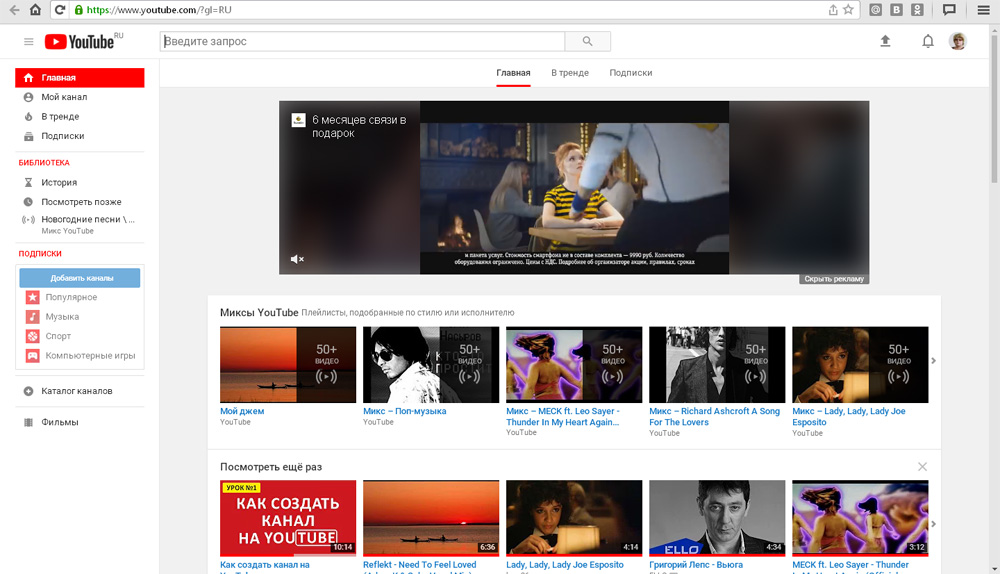 https://www.youtube.com/?gl=RU
YouTube RU
Введите запрос
Главная
Мой канал
В тренде
Подписки
БИБЛИОТЕКА
История
Посмотреть позже
Новогодние песни \ ...
Микс YouTube
ПОДПИСКИ
Добавить каналы
Популярное
Музыка
Спорт
Компьютерные игры
Каталог каналов
Фильмы
Главная В тренде Подписки
6 месяцев связи в
подарок
и пакета услуг. Стоимость смартфона не в составе комплекта — 9990 руб. Количество
оборудования ограничено. Цены с НДС. Подробнее об организаторе акции, правилах, сроках
Скрыть рекламу
Миксы YouTube Плейлисты, подобранные по стилю или исполнителю
50+ ВИДЕО
50+ ВИДЕО
50+ ВИДЕО
50+ ВИДЕО
50+ ВИДЕО
Мой джем
YouTube
Микс – Поп-музыка
YouTube
Микс – MECK ft. Leo Sayer -
Thunder In My Heart Again...
YouTube
Микс – Richard Ashcroft A Song
For The Lovers
YouTube
Микс – Lady, Lady, Lady Joe
Esposito
YouTube
Посмотреть ещё раз
УРОК №1
КАК СОЗДАТЬ
КАНАЛ
НА YOUTUBE
10:14
6:36
4:14
ELLO
4:34
3:12
Как создать канал на
Reflekt - Need To Feel Loved
Lady, Lady, Lady Joe Esposito
Григорий Лепс - Вьюга
MECK ft. Leo Sayer - Thunder